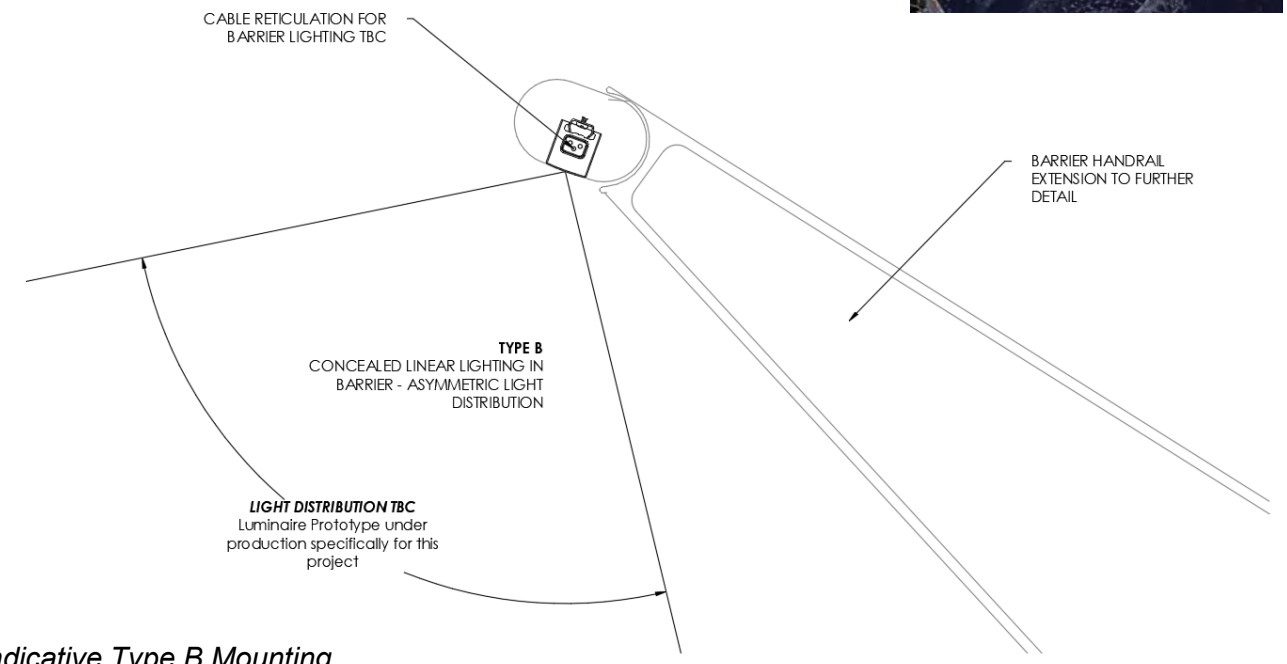 CABLE RETICULATION FOR
BARRIER LIGHTING TBC
BARRIER HANDRAIL
EXTENSION TO FURTHER
DETAIL
TYPE B
CONCEALED LINEAR LIGHTING IN
BARRIER - ASYMMETRIC LIGHT
DISTRIBUTION
LIGHT DISTRIBUTION TBC
Luminaire Prototype under
production specifically for this
project
ndicative Type B Mounting